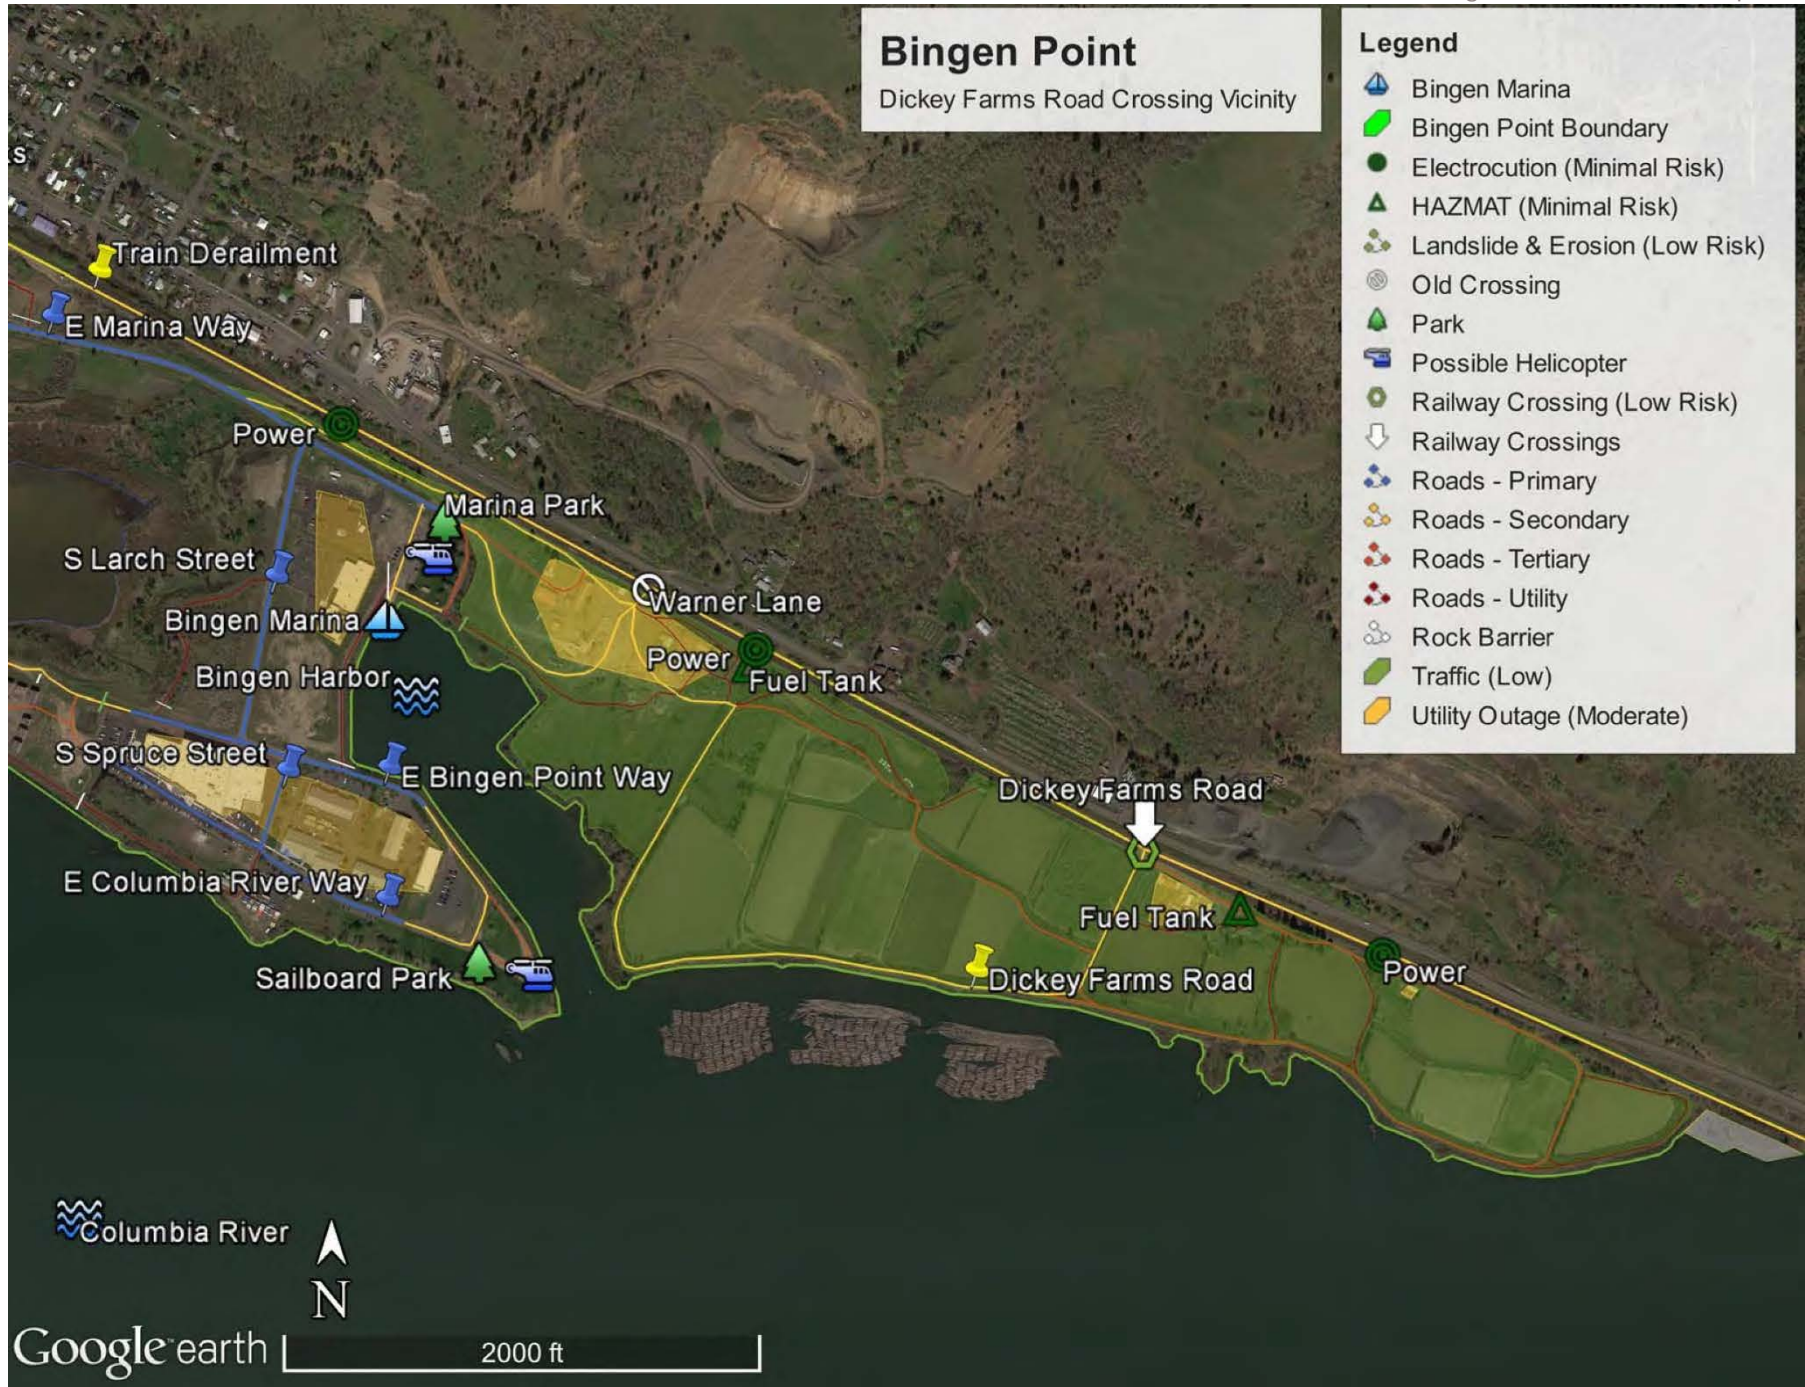 Bingen Point
Dickey Farms Road Crossing Vicinity
Legend
Bingen Marina
Bingen Point Boundary
Electrocution (Minimal Risk)
HAZMAT (Minimal Risk)
Landslide & Erosion (Low Risk)
Old Crossing
Park
Possible Helicopter
Railway Crossing (Low Risk)
Railway Crossings
Roads - Primary
Roads - Secondary
Roads - Tertiary
Roads - Utility
Rock Barrier
Traffic (Low)
Utility Outage (Moderate)
Train Derailment
E Marina Way
Power
Marina Park
S Larch Street
Warner Lane
Bingen Marina
Power
Bingen Harbor
Fuel Tank
S Spruce Street
E Bingen Point Way
Dickey Farms Road
E Columbia River Way
Fuel Tank
Sailboard Park
Dickey Farms Road
Power
Columbia River
N
Google earth
2000 ft